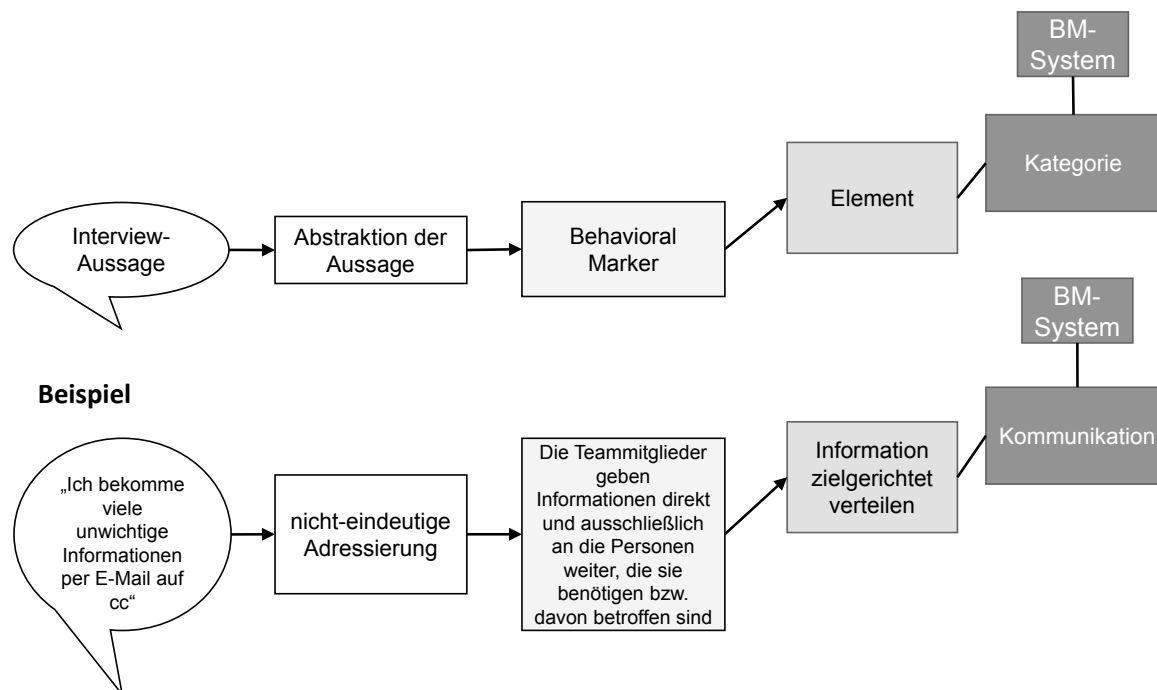 BM-
System
Kategorie
Element
Interview-
Aussage
Abstraktion der
Aussage
Behavioral
Marker
BM-
System
Beispiel
Kommunikation
„Ich bekomme
viele
unwichtige
Informationen
per E-Mail auf
cc“
nicht-eindeutige
Adressierung
Die Teammitglieder
geben
Informationen direkt
und ausschließlich
an die Personen
weiter, die sie
benötigen bzw.
davon betroffen sind
Information
zielgerichtet
verteilen